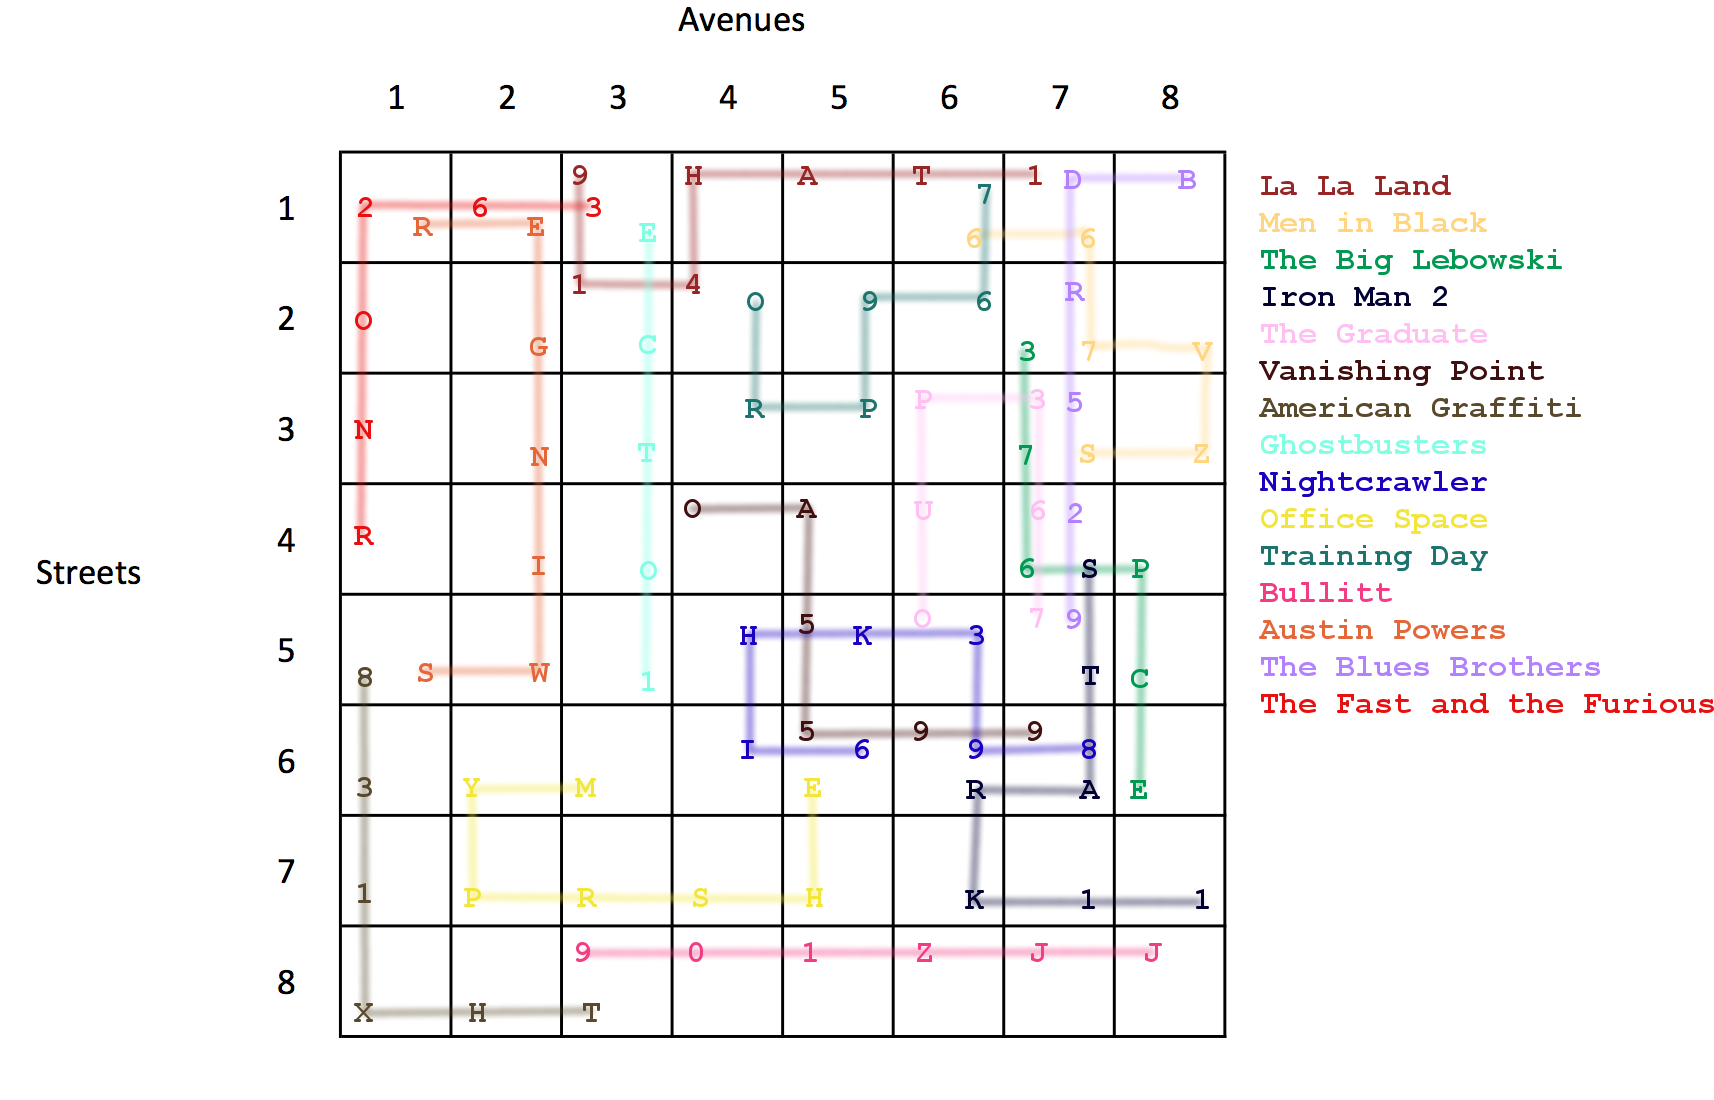 Avenues
1 2 3 4 5 6 7 8
9 H A T 1 D B
7
1 2 6 3
R E E 6 6
1 4 R
2 O 9 6
G C 3 7 V
P 3 5
3 N R P
N T 7 S Z
O A U 6 2
4 R
I O 6 S P
Streets
5 H K 3 O 7 9
8 S W 1 T C
5 9 9
6 I 6 9 8
3 Y M E R A E
7 1 P R S H K 1 1
9 0 1 Z J J
8
X H T
La La Land
Men in Black
The Big Lebowski
Iron Man 2
The Graduate
Vanishing Point
American Graffiti
Ghostbusters
Nightcrawler
Office Space
Training Day
Bullitt
Austin Powers
The Blues Brothers
The Fast and the Furious